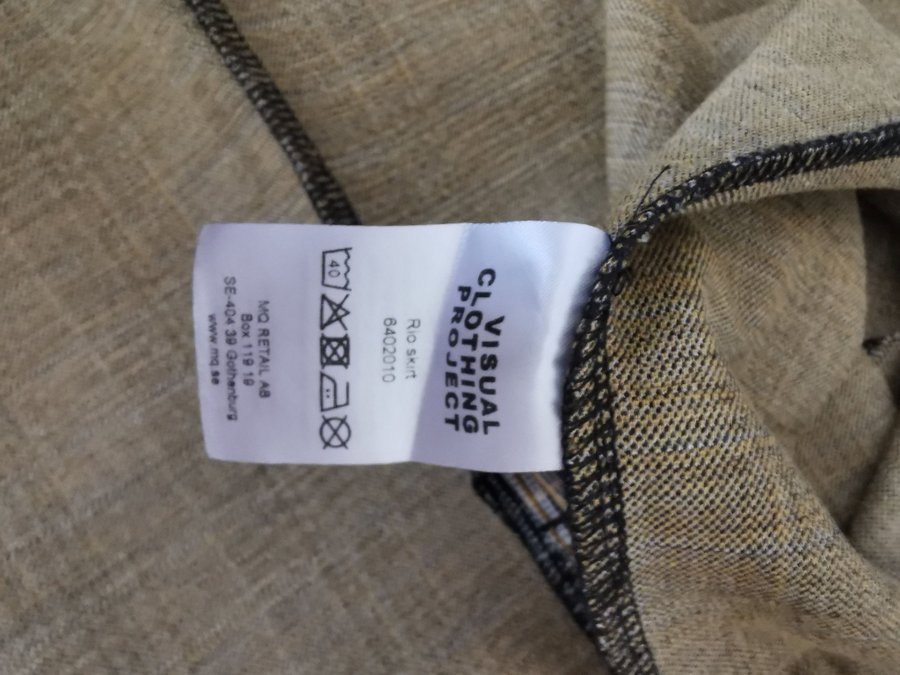 VISUAL
CLOTHING
PROJECT
Rio skirt
6402010
40
MQ RETAIL AB
Box 119 19
SE-404 39 Gothenburg
www.mq.se